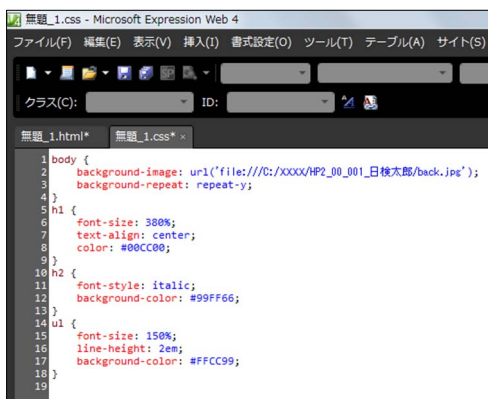 無題_1.css - Microsoft Expression Web 4
ファイル(F) 編集(E) 表示(V) 挿入(I) 書式設定(O) ツール(T) テーブル(A) サイト(S)
クラス(C): ID:
無題_1.html* 無題_1.css* ×
1 body {
2 background-image: url('file:///C:/XXXX/HP2_00_001_日検太郎/back.jpg');
3 background-repeat: repeat-y;
4 }
5 h1 {
6 font-size: 380%;
7 text-align: center;
8 color: #00CC00;
9 }
10 h2 {
11 font-style: italic;
12 background-color: #99FF66;
13 }
14 ul {
15 font-size: 150%;
16 line-height: 2em;
17 background-color: #FFCC99;
18 }
19